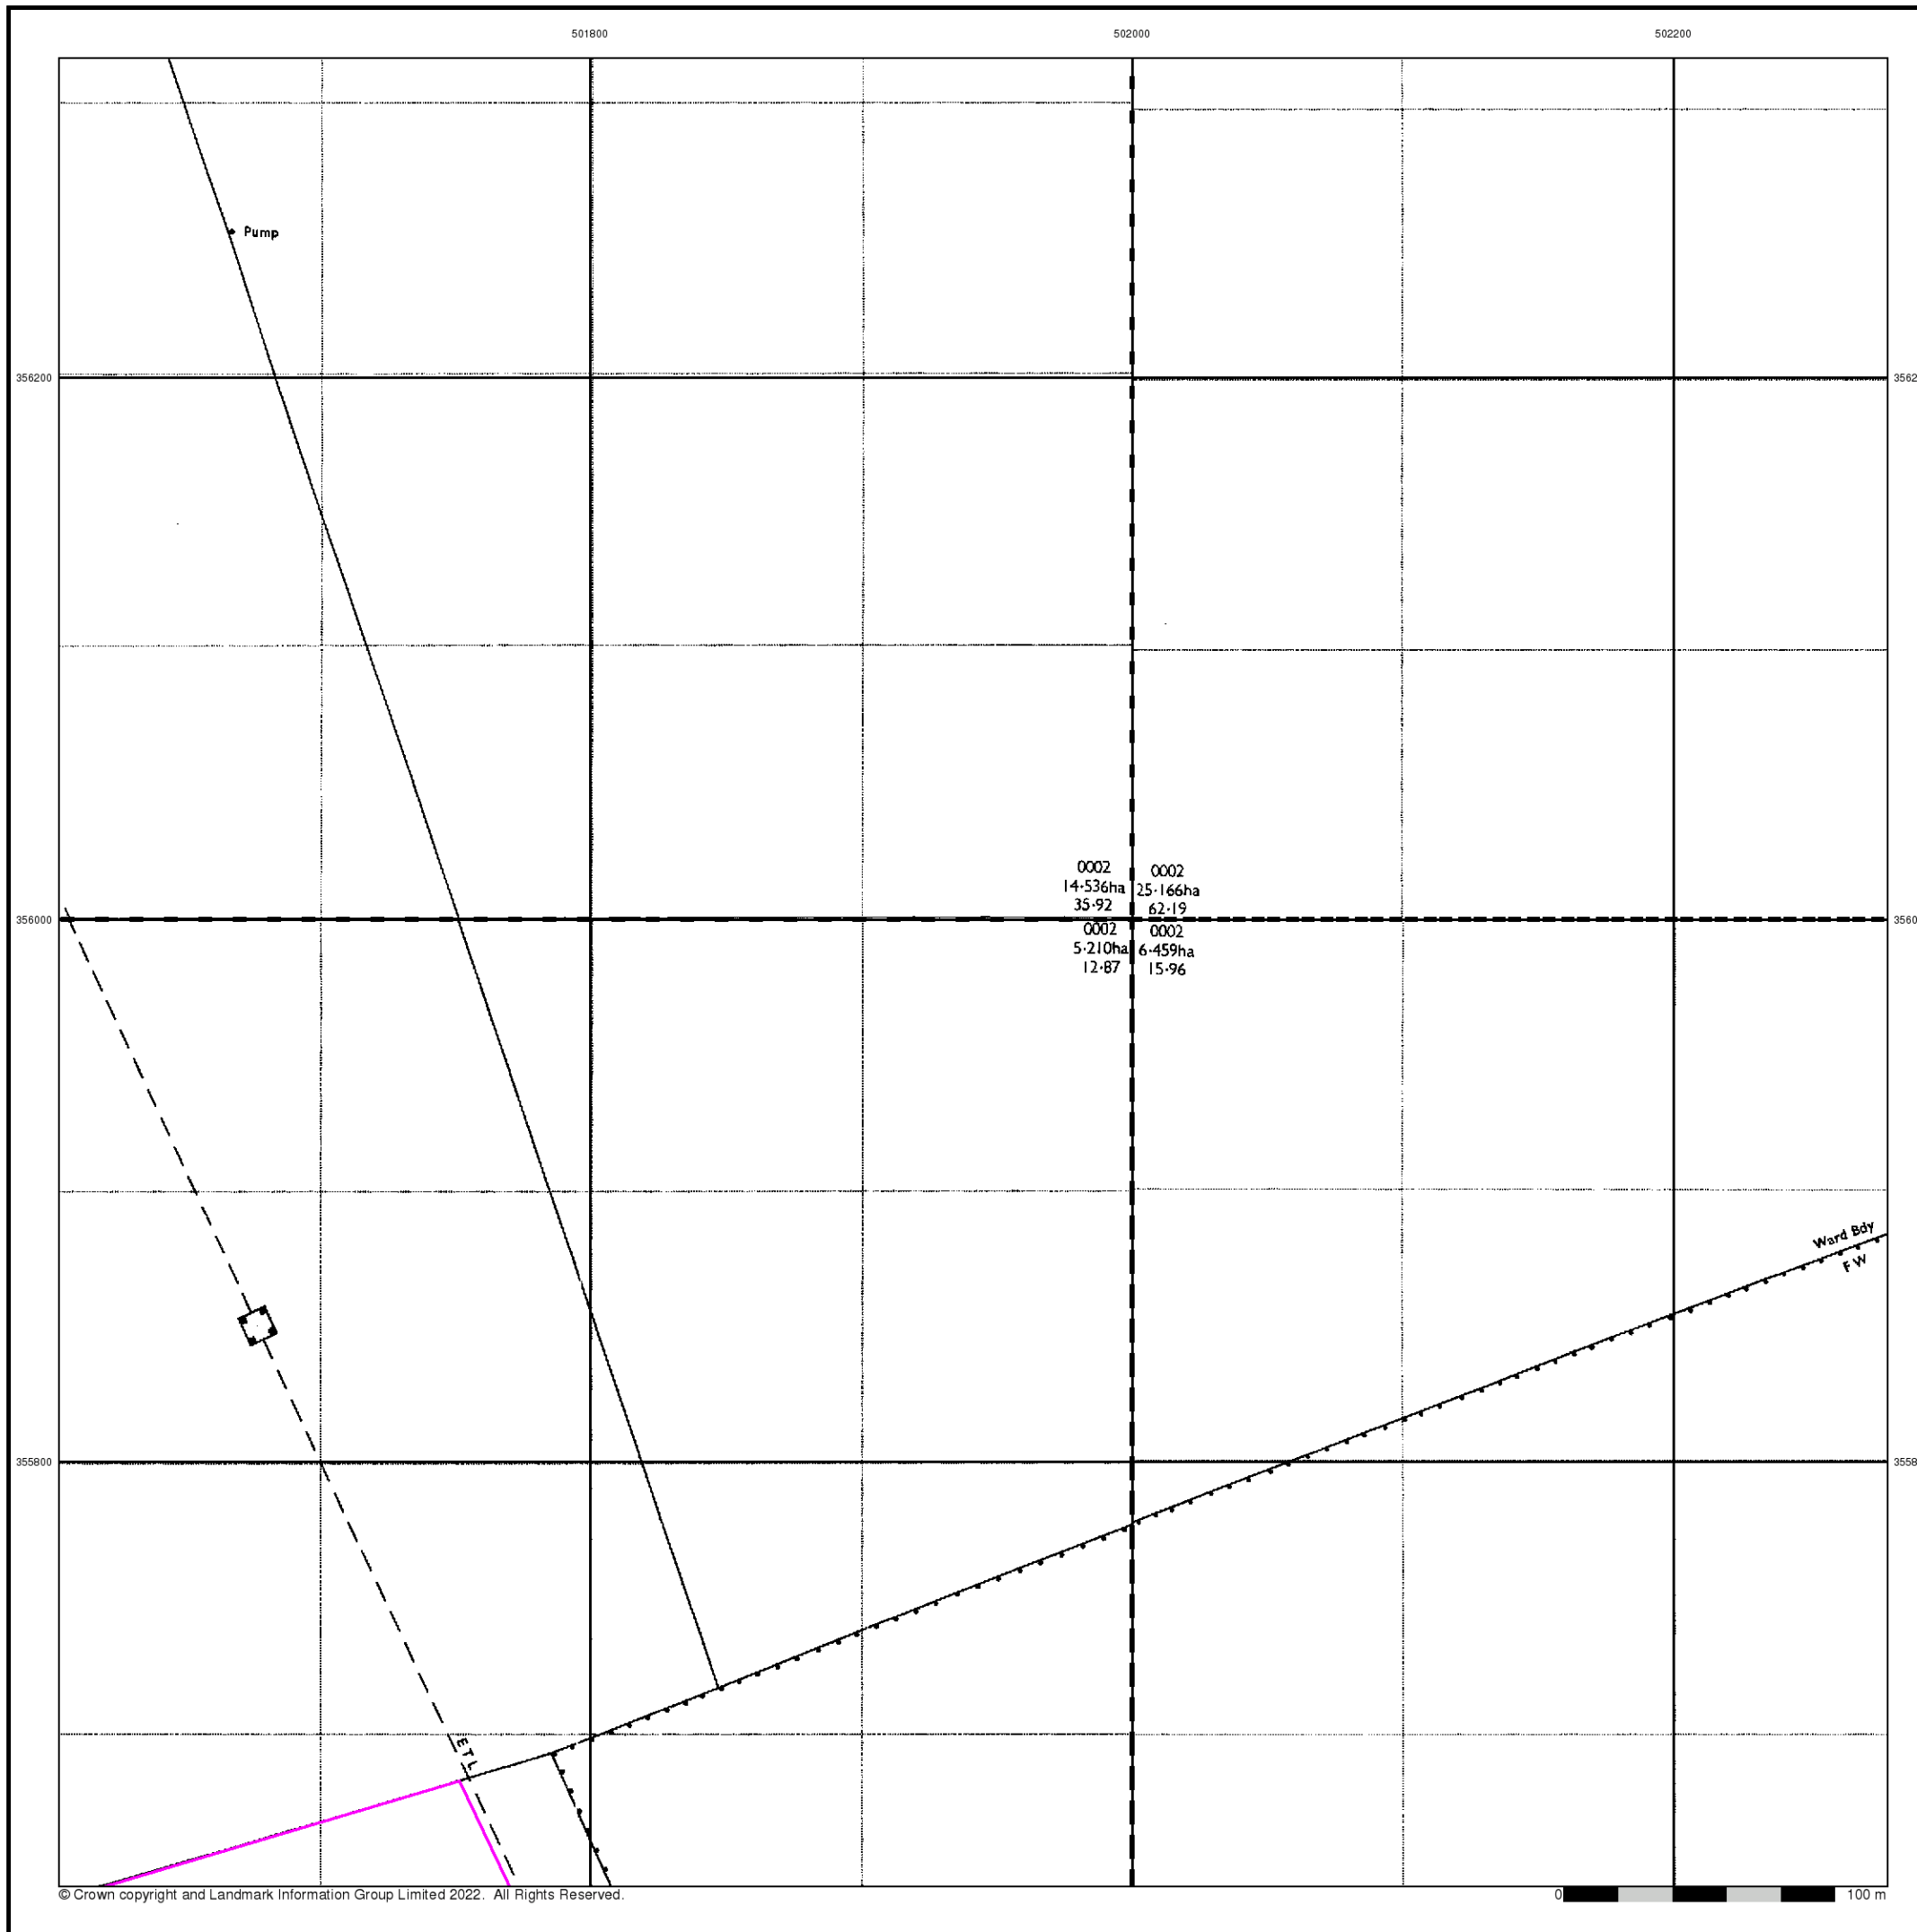 501800 502000 502200
Pump
356200 3562
0002 0002
14·536ha 25·166ha
35·92 62·19
356000 3560
0002 0002
5·210ha 6·459ha
12·87 15·96
Ward Bdy
F W
355800 3558
E T L
© Crown copyright and Landmark Information Group Limited 2022. All Rights Reserved.
0 100 m